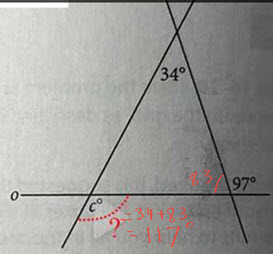 34°
83/ 97°
o
c°
? = 34+83
= 117°